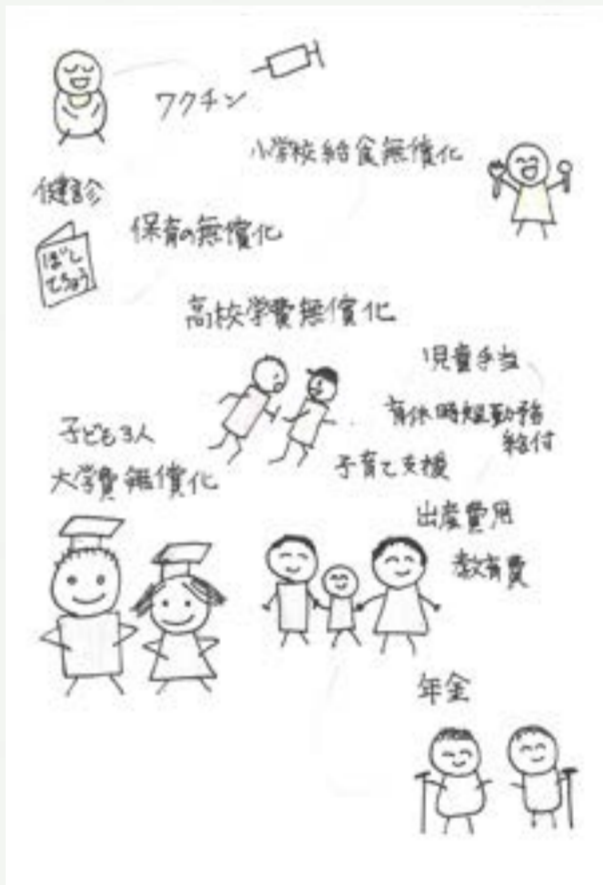 ワクチン
小学校給食無償化
健診
保育の無償化
ぼし
てちょう
高校学費無償化
児童手当
育休時短勤務
給付
子ども3人
大学費無償化
子育て支援
出産費用
教育費
年金